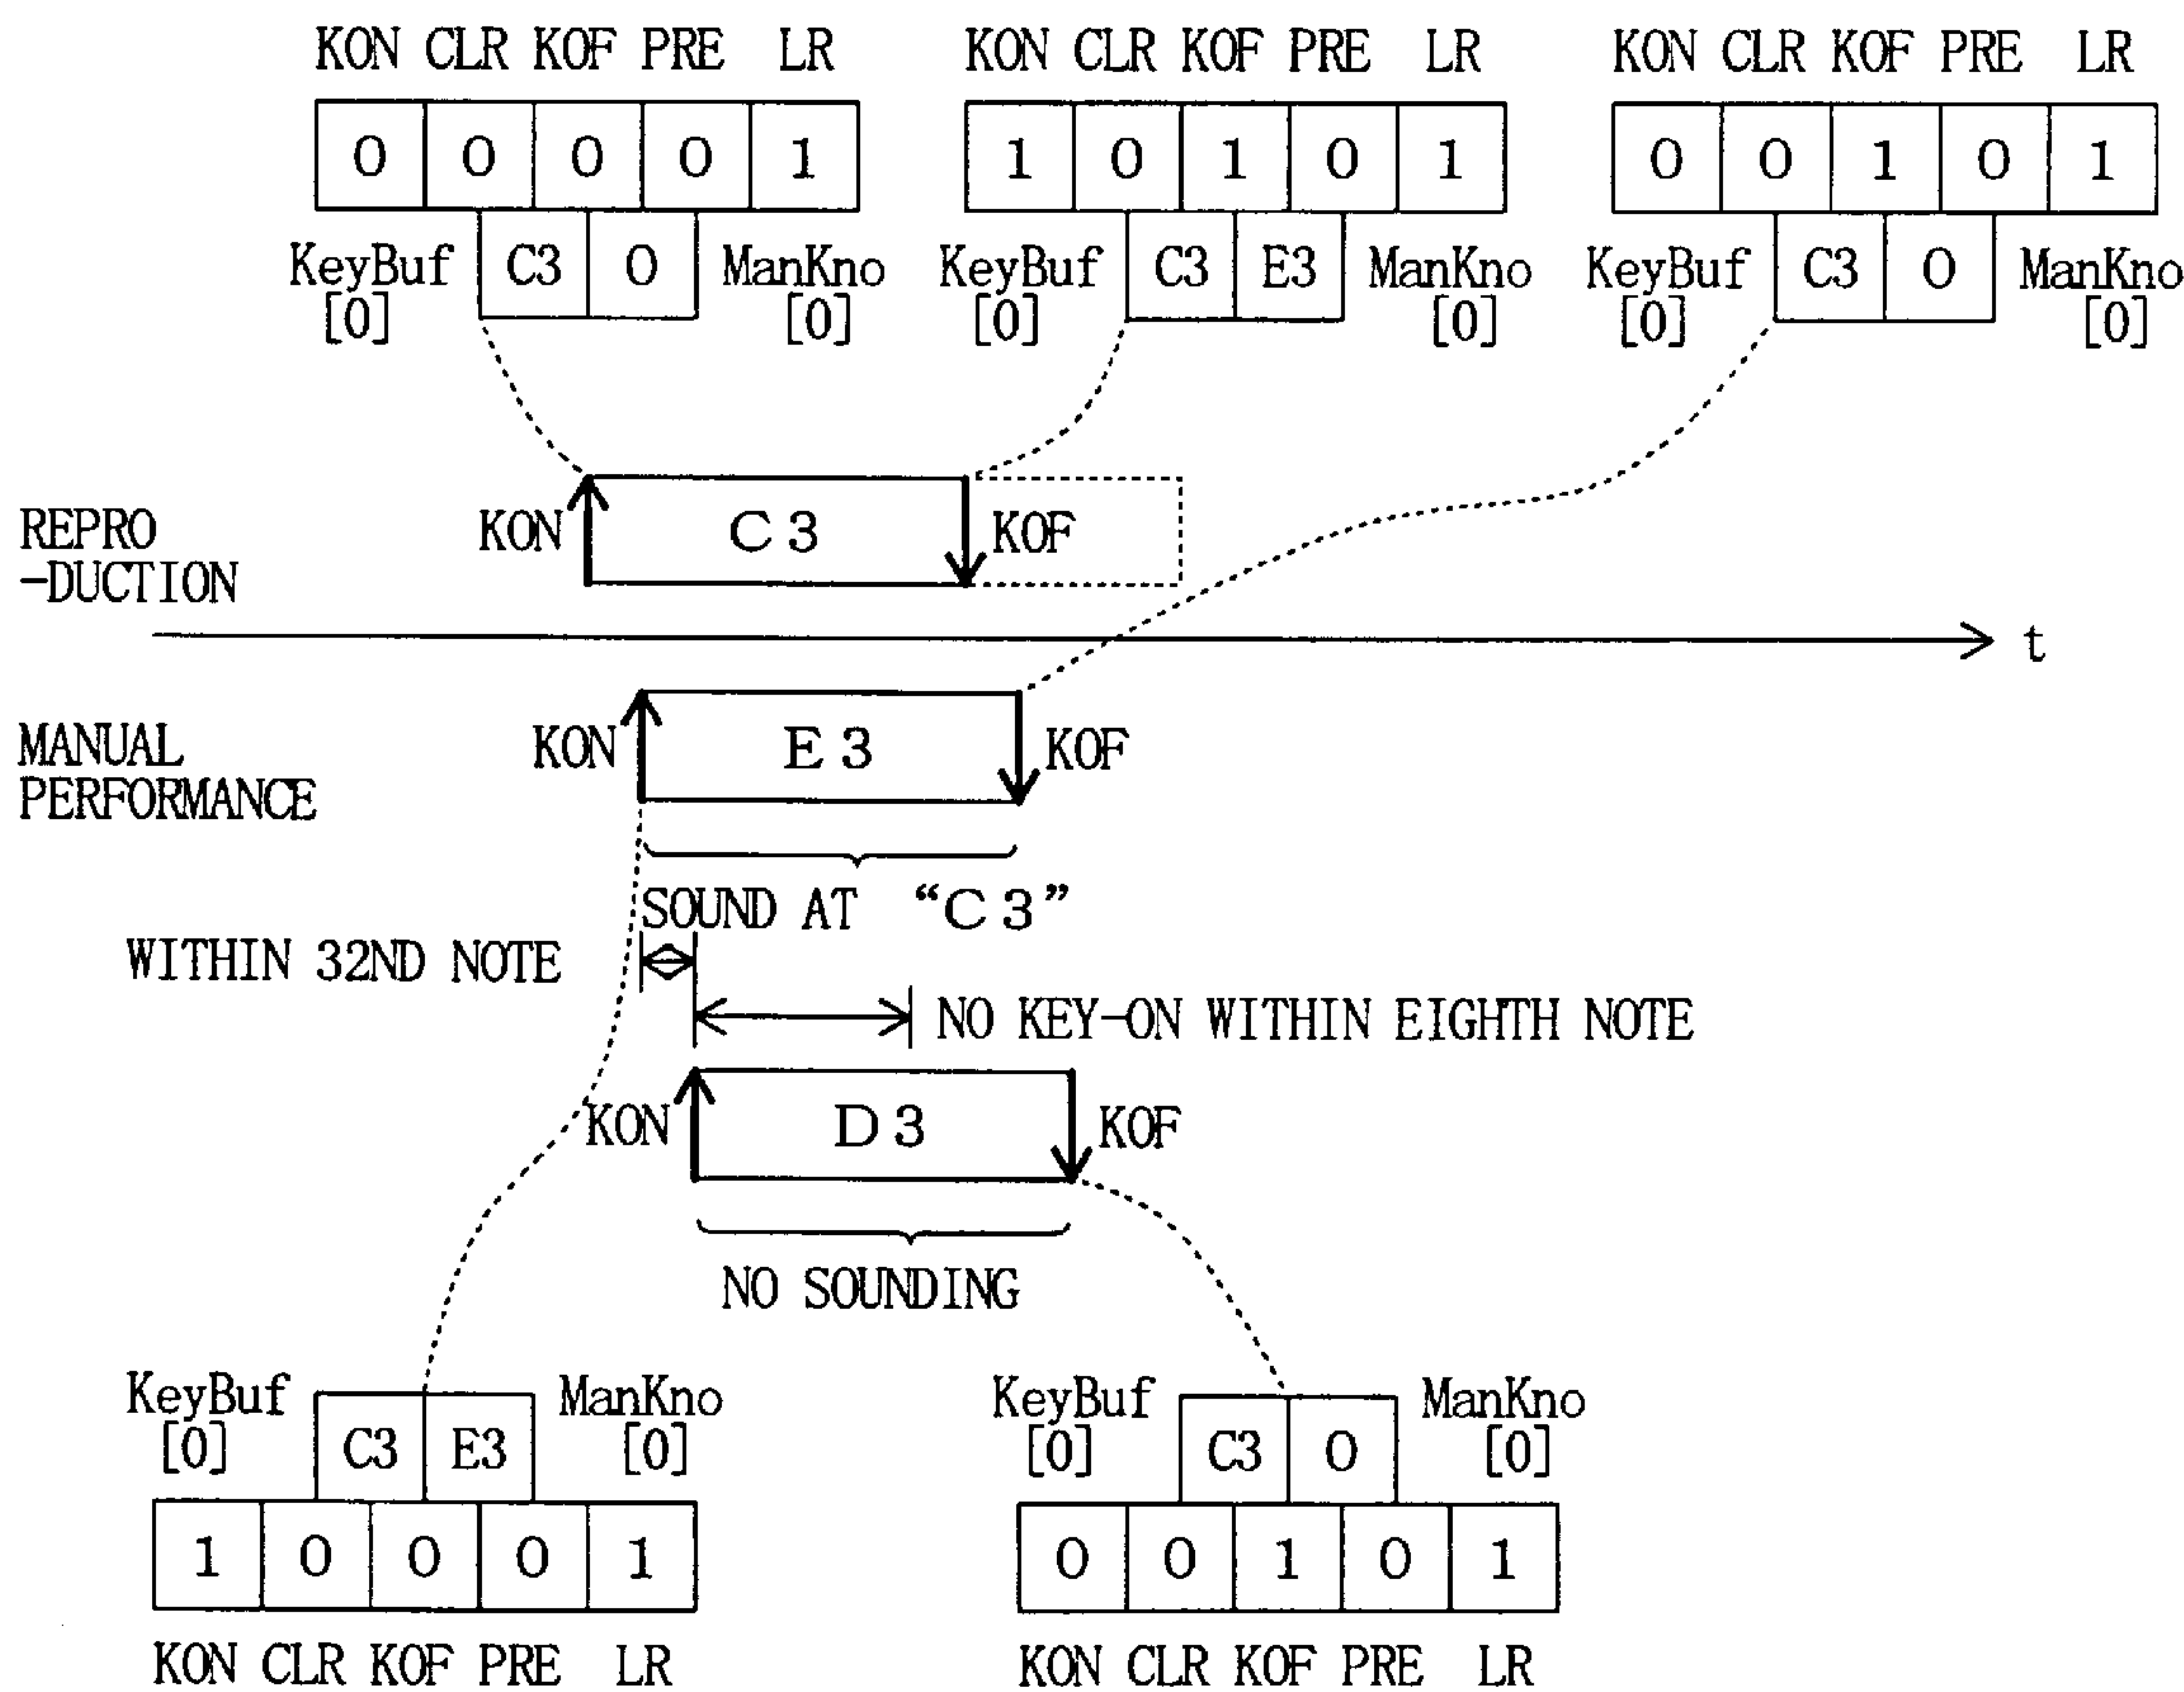 KON CLR KOF PRE LR KON CLR KOF PRE LR KON CLR KOF PRE LR
0 0 0 0 1 1 0 1 0 1 0 0 1 0 1
KeyBuf [0] C3 0 ManKno [0] KeyBuf [0] C3 E3 ManKno [0] KeyBuf [0] C3 0 ManKno [0]
REPRO
-DUCTION
KON C3 KOF
t
MANUAL
PERFORMANCE
KON E3 KOF
SOUND AT “C3”
WITHIN 32ND NOTE
NO KEY-ON WITHIN EIGHTH NOTE
KON D3 KOF
NO SOUNDING
KeyBuf [0] C3 E3 ManKno [0] KeyBuf [0] C3 0 ManKno [0]
1 0 0 0 1 0 0 1 0 1
KON CLR KOF PRE LR KON CLR KOF PRE LR